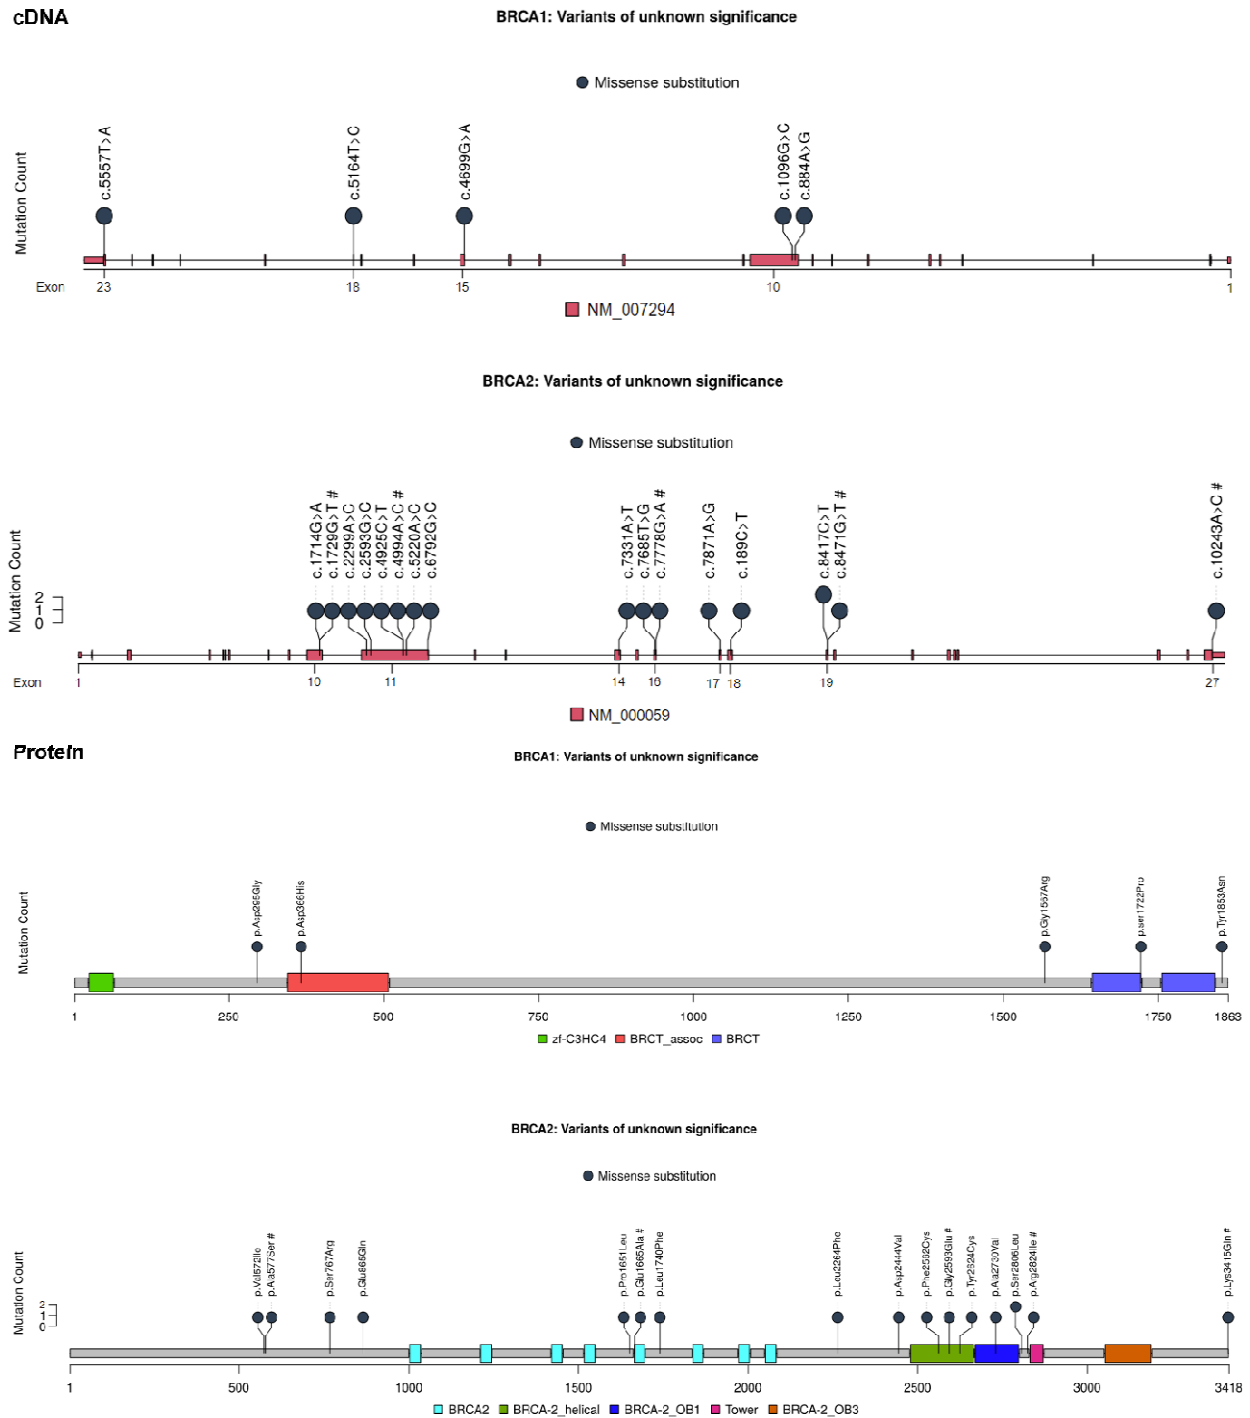 cDNA
BRCA1: Variants of unknown significance
Missense substitution
Mutation Count
c.5557T>A
c.5164T>C
c.4699G>A
c.1096G>C
c.884A>G
Exon 23 18 15 10 1
NM_007294
BRCA2: Variants of unknown significance
Missense substitution
Mutation Count
2
1
0
c.1714G>A
c.1729G>T #
c.2299A>C
c.2593G>C
c.4925C>T
c.4994A>C #
c.5220A>C
c.6792G>C
c.7331A>T
c.7685T>G
c.7778G>A #
c.7871A>G
c.189C>T
c.8417C>T
c.8471G>T #
c.10243A>C #
Exon 1 10 11 14 16 17 18 19 27
NM_000059
Protein
BRCA1: Variants of unknown significance
Missense substitution
Mutation Count
p.Asp295Gly
p.Asp366His
p.Gly1567Arg
p.ser1722Pro
p.Tyr1853Asn
1 250 500 750 1000 1250 1500 1750 1863
zf-C3HC4 BRCT_assoc BRCT
BRCA2: Variants of unknown significance
Missense substitution
Mutation Count
2
1
0
p.Val572Ile
p.Ala577Ser #
p.Ser767Arg
p.Glu865Gln
p.Pro1651Leu
p.Glu1665Ala #
p.Leu1740Phe
p.Leu2264Phe
p.Asp2444Val
p.Phe2562Cys
p.Gly2593Glu #
p.Tyr2624Cys
p.Ala2730Val
p.Ser2806Leu
p.Arg2824Ile #
p.Lys3415Gln #
1 500 1000 1500 2000 2500 3000 3418
BRCA2 BRCA-2_helical BRCA-2_OB1 Tower BRCA-2_OB3